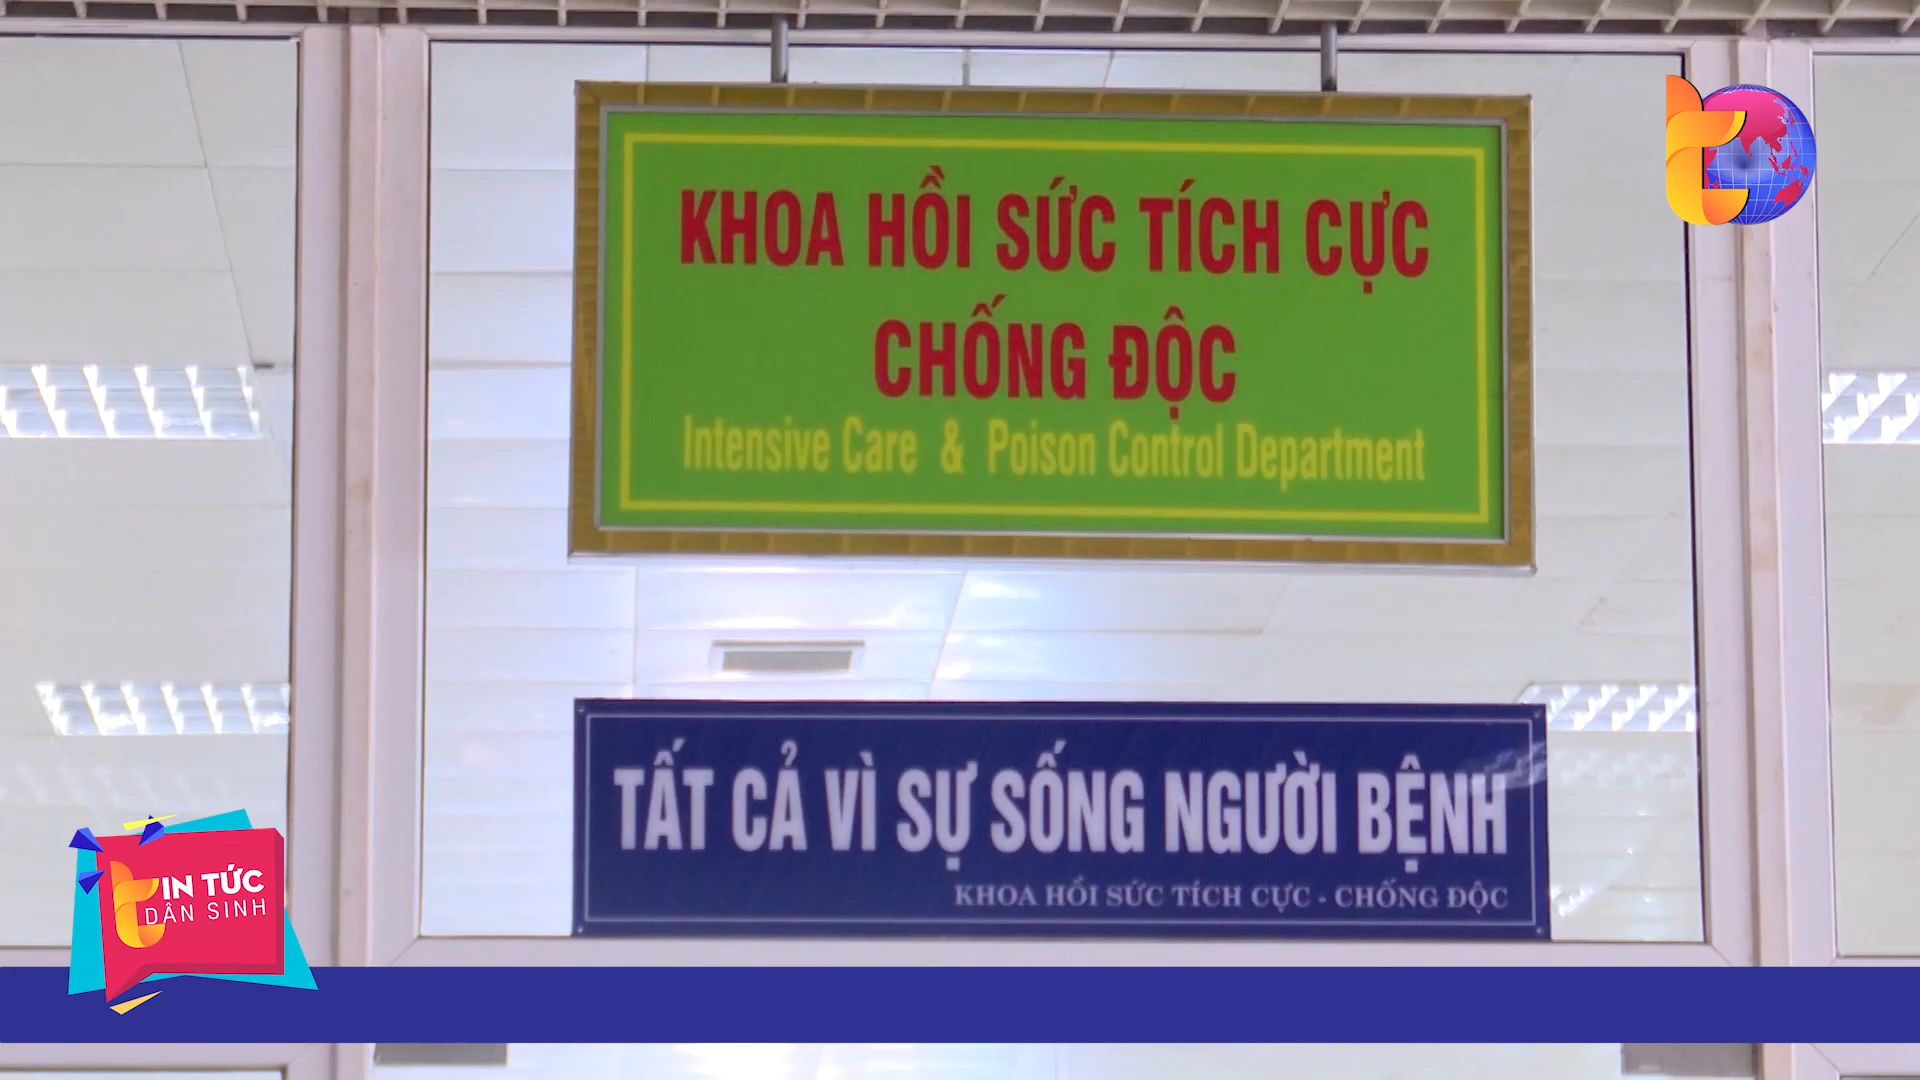 KHOA HỒI SỨC TÍCH CỰC
CHỐNG ĐỘC
Intensive Care & Poison Control Department
TẤT CẢ VÌ SỰ SỐNG NGƯỜI BỆNH
KHOA HỒI SỨC TÍCH CỰC - CHỐNG ĐỘC
TIN TỨC
DÂN SINH